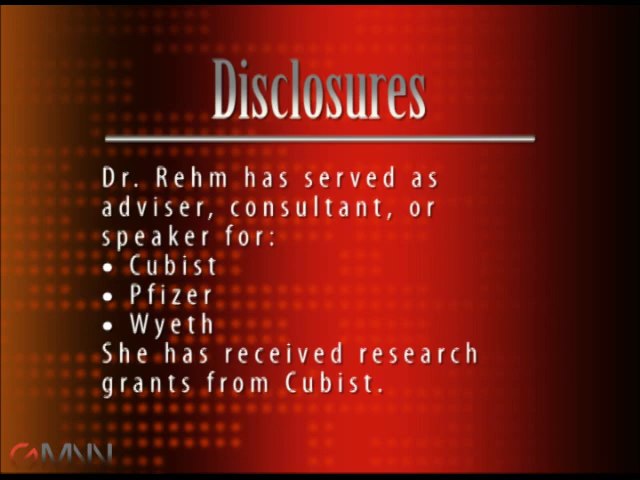 Disclosures
Dr. Rehm has served as
adviser, consultant, or
speaker for:
• Cubist
• Pfizer
• Wyeth
She has received research
grants from Cubist.